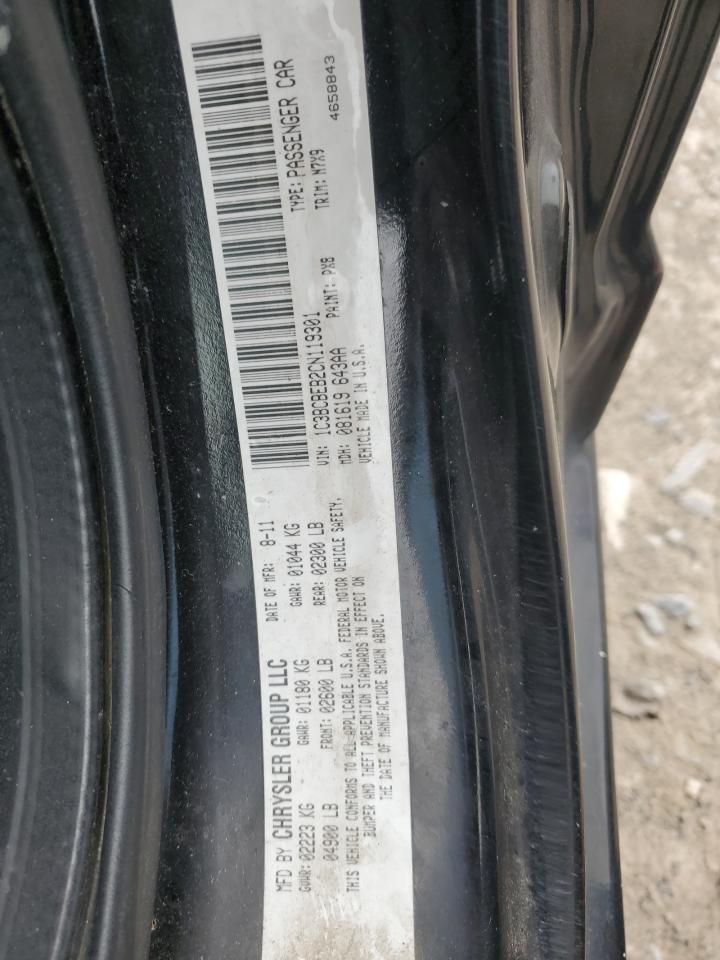 MFD BY CHRYSLER GROUP LLC
DATE OF MFR: 8-11
GVWR: 02223 KG
GAWR: 01180 KG
GAWR: 01044 KG
04900 LB
FRONT: 02600 LB
REAR: 02300 LB
THIS VEHICLE CONFORMS TO ALL APPLICABLE U.S.A. FEDERAL MOTOR VEHICLE SAFETY,
BUMPER AND THEFT PREVENTION STANDARDS IN EFFECT ON
THE DATE OF MANUFACTURE SHOWN ABOVE.
VIN: 1C3BCBEB2CN119301
TYPE: PASSENGER CAR
MDH: 081619 643AA
PAINT: PX8
TRIM: N7X9
VEHICLE MADE IN U.S.A.
4658843